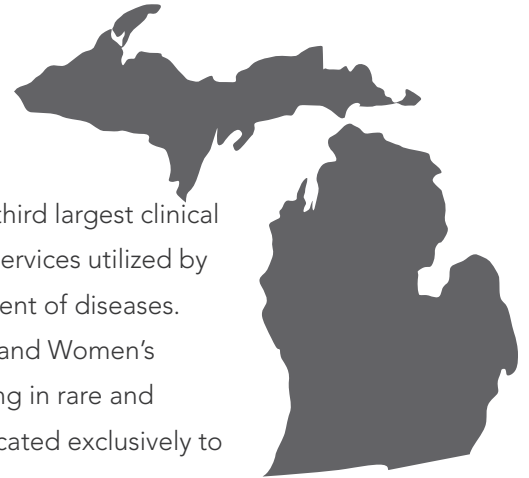 third largest clinical
ervices utilized by
ent of diseases.
and Women’s
ng in rare and
cated exclusively to